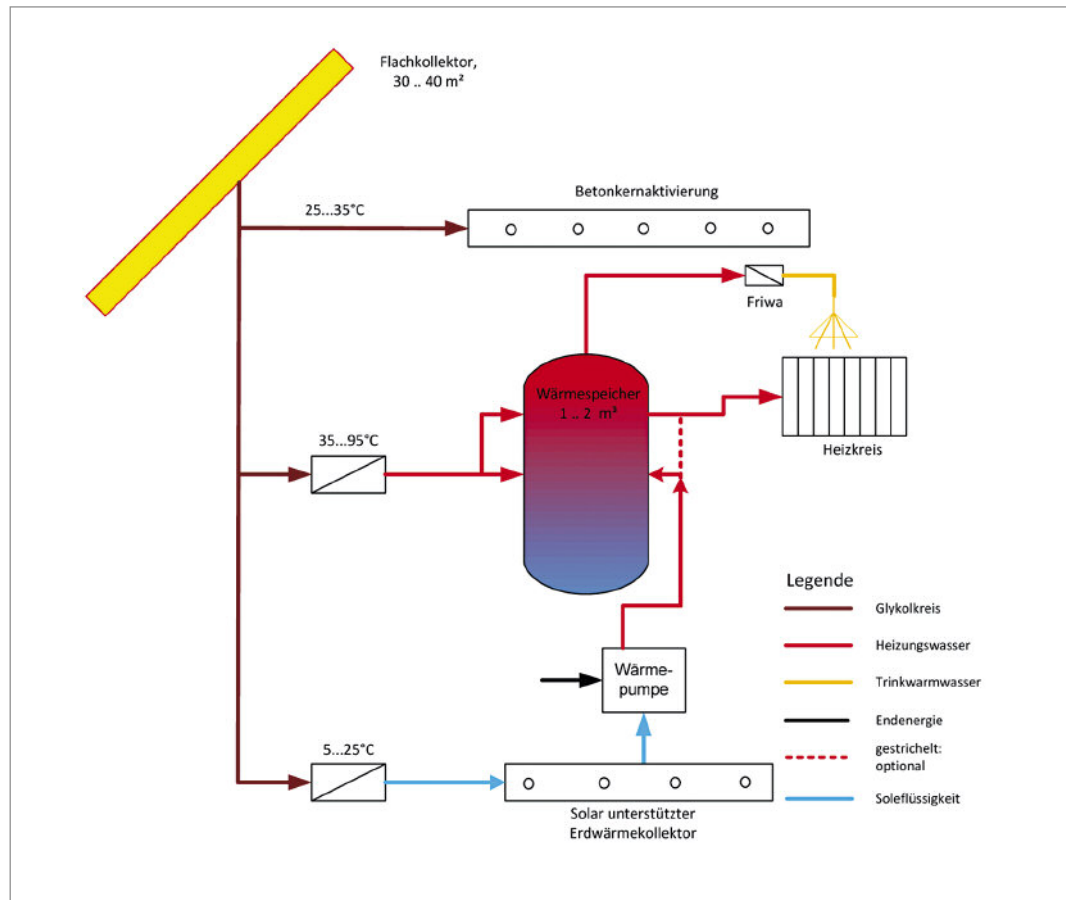 Flachkollektor,
30 .. 40 m²
Betonkernaktivierung
25...35°C
Friwa
Wärmespeicher
1 .. 2 m³
Heizkreis
35...95°C
Legende
Glykolkreis
Heizungswasser
Trinkwarmwasser
Endenergie
gestrichelt:
optional
Soleflüssigkeit
Wärme-
pumpe
5...25°C
Solar unterstützter
Erdwärmekollektor